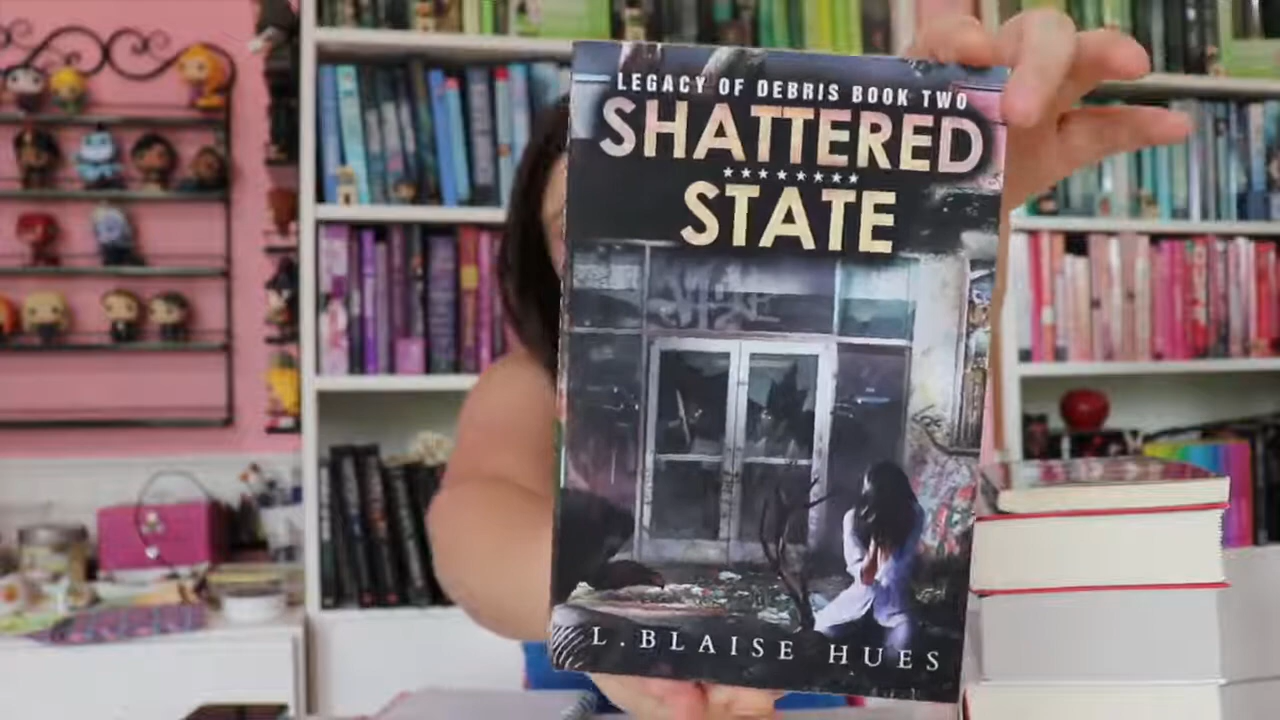 LEGACY OF DEBRIS BOOK TWO
SHATTERED
STATE
L. BLAISE HUES